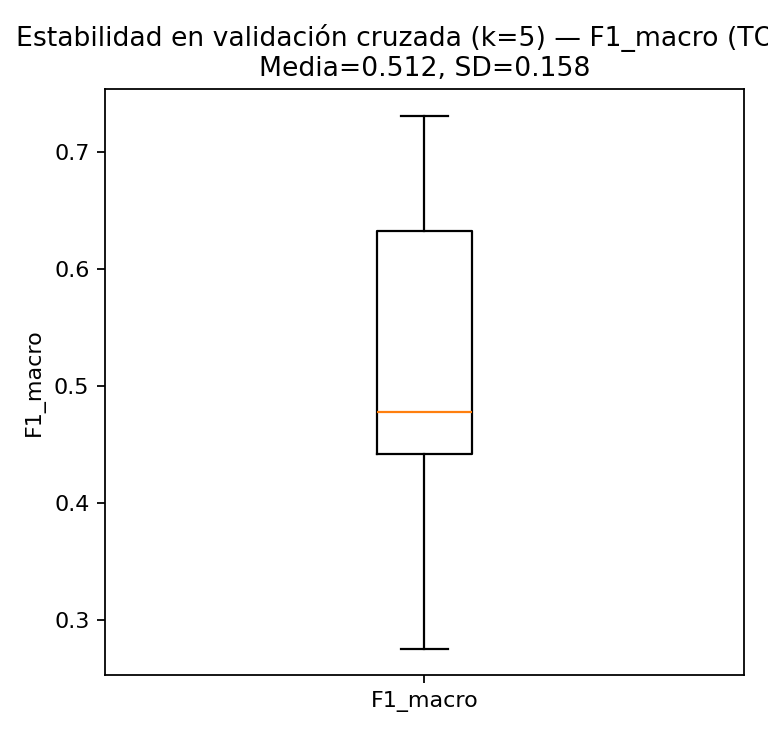 Estabilidad en validación cruzada (k=5) — F1_macro (TO
Media=0.512, SD=0.158
0.7
0.6
0.5
0.4
0.3
F1_macro
F1_macro